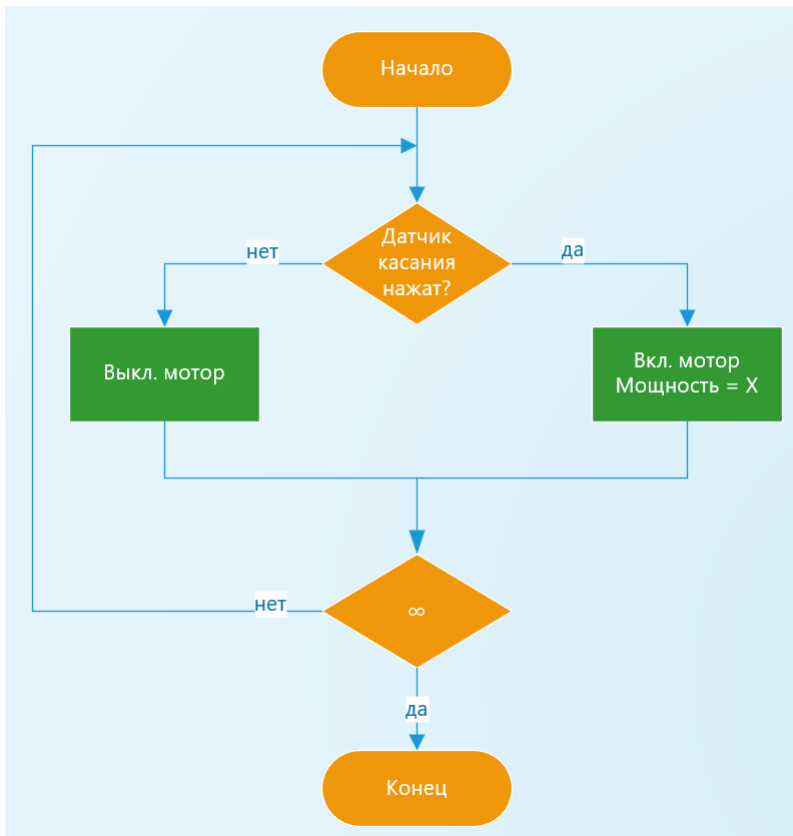 Начало
Датчик
касания
нажат?
нет
да
Выкл. мотор
Вкл. мотор
Мощность = X
∞
нет
да
Конец